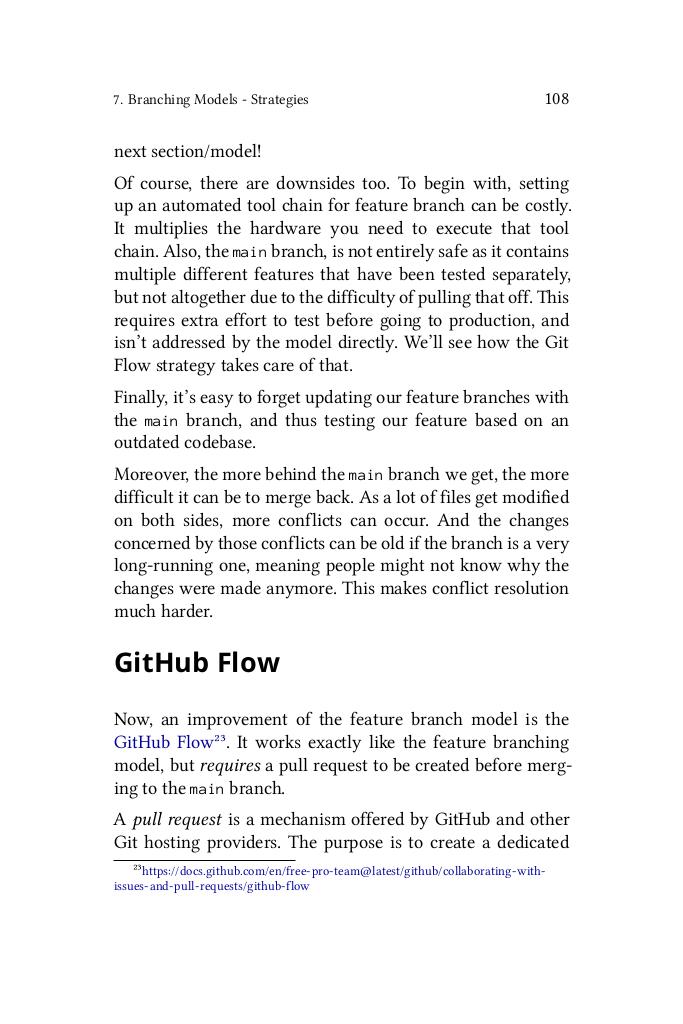 7. Branching Models - Strategies 108
next section/model!
Of course, there are downsides too. To begin with, setting
up an automated tool chain for feature branch can be costly.
It multiplies the hardware you need to execute that tool
chain. Also, the main branch, is not entirely safe as it contains
multiple different features that have been tested separately,
but not altogether due to the difficulty of pulling that off. This
requires extra effort to test before going to production, and
isn't addressed by the model directly. We'll see how the Git
Flow strategy takes care of that.
Finally, it's easy to forget updating our feature branches with
the main branch, and thus testing our feature based on an
outdated codebase.
Moreover, the more behind the main branch we get, the more
difficult it can be to merge back. As a lot of files get modified
on both sides, more conflicts can occur. And the changes
concerned by those conflicts can be old if the branch is a very
long-running one, meaning people might not know why the
changes were made anymore. This makes conflict resolution
much harder.
GitHub Flow
Now, an improvement of the feature branch model is the
GitHub Flow²³. It works exactly like the feature branching
model, but requires a pull request to be created before merg-
ing to the main branch.
A pull request is a mechanism offered by GitHub and other
Git hosting providers. The purpose is to create a dedicated
²³https://docs.github.com/en/free-pro-team@latest/github/collaborating-with-
issues-and-pull-requests/github-flow